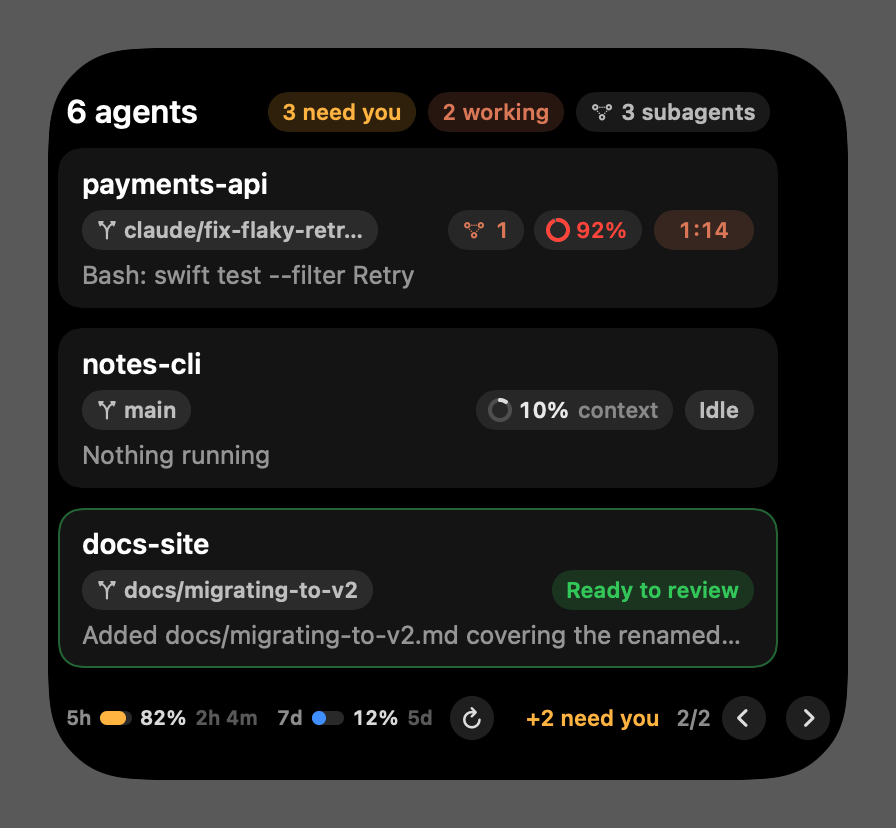 6 agents 3 need you 2 working 3 subagents
payments-api
claude/fix-flaky-retr... 1 92% 1:14
Bash: swift test --filter Retry
notes-cli
main 10% context Idle
Nothing running
docs-site
docs/migrating-to-v2 Ready to review
Added docs/migrating-to-v2.md covering the renamed...
5h 82% 2h 4m 7d 12% 5d +2 need you 2/2